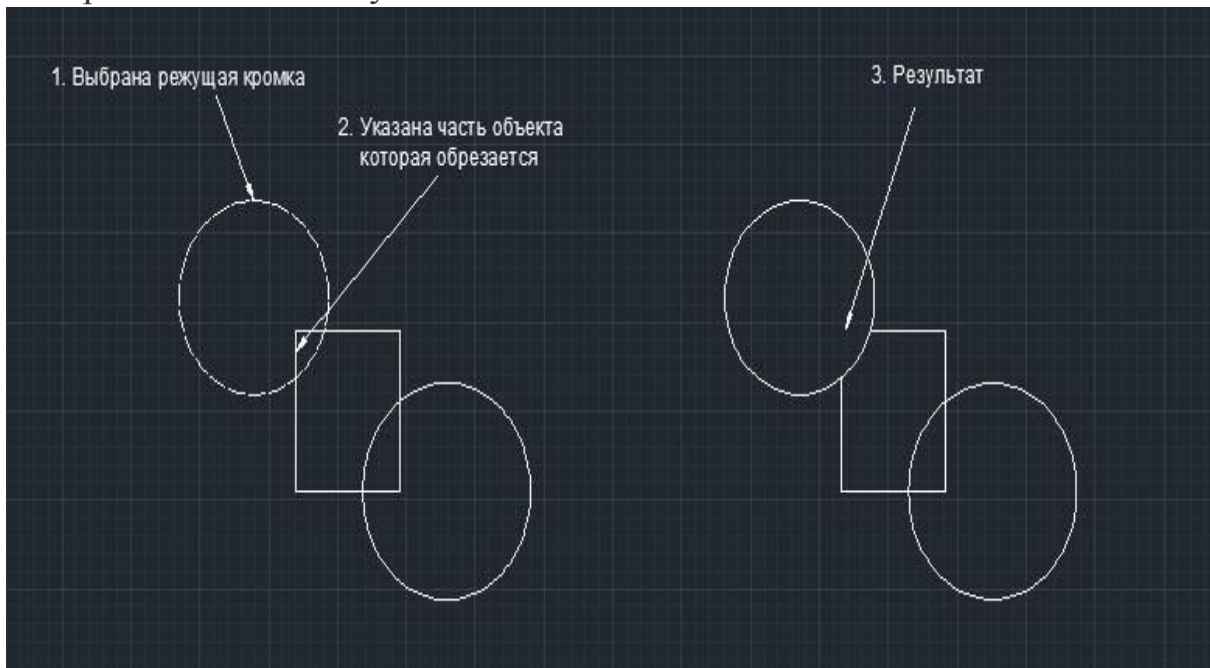 1. Выбрана режущая кромка
2. Указана часть объекта
которая обрезается
3. Результат